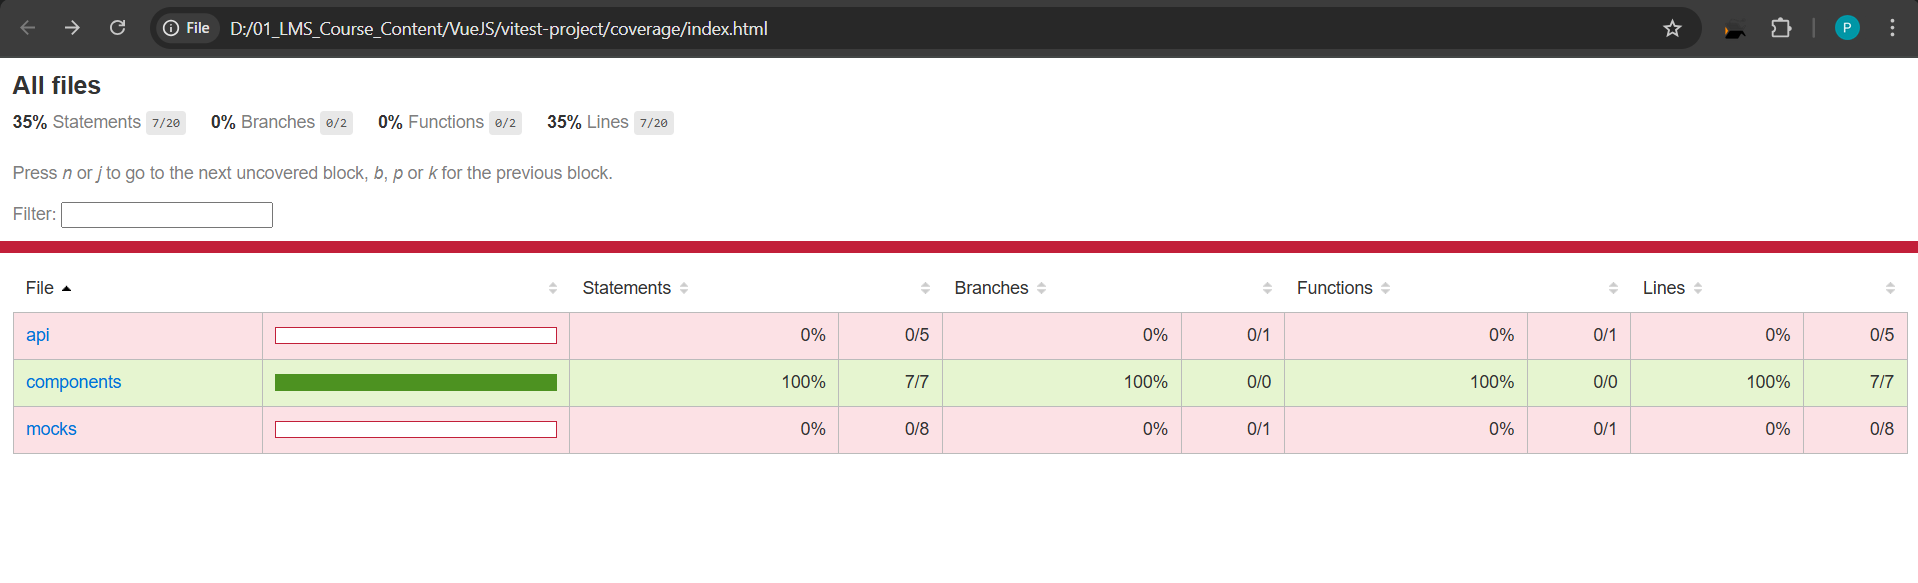 File D:/01_LMS_Course_Content/VueJS/vitest-project/coverage/index.html P
All files
35% Statements 7/20 0% Branches 0/2 0% Functions 0/2 35% Lines 7/20
Press n or j to go to the next uncovered block, b, p or k for the previous block.
Filter:
File Statements Branches Functions Lines
api 0% 0/5 0% 0/1 0% 0/1 0% 0/5
components 100% 7/7 100% 0/0 100% 0/0 100% 7/7
mocks 0% 0/8 0% 0/1 0% 0/1 0% 0/8